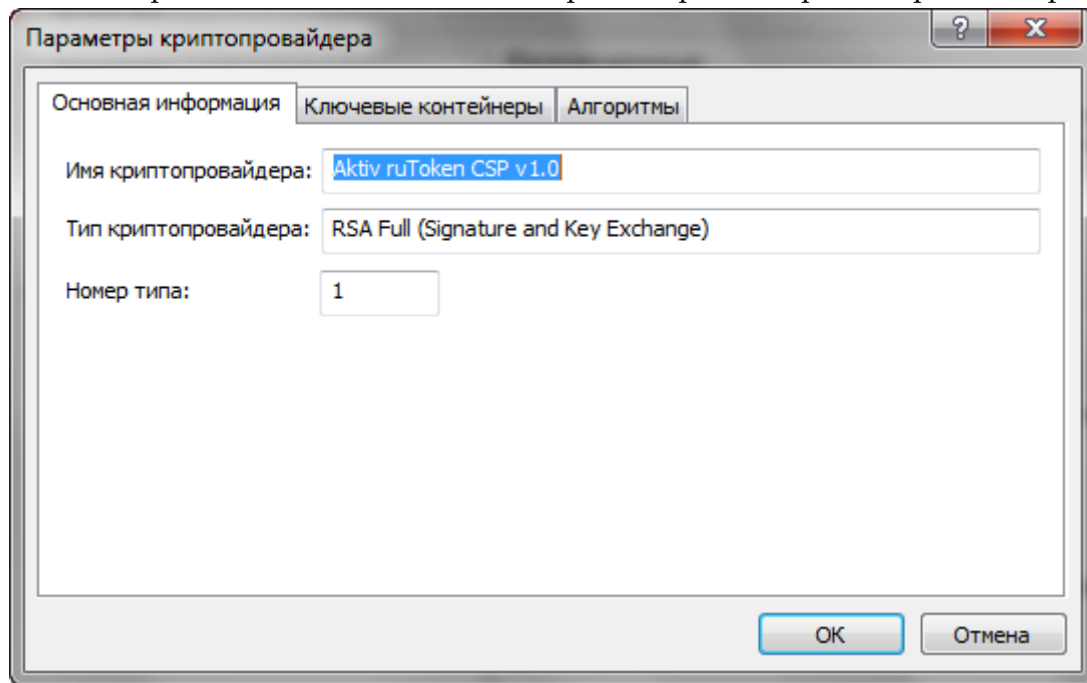 Параметры криптопровайдера
?
Основная информация Ключевые контейнеры Алгоритмы
Имя криптопровайдера: Aktiv ruToken CSP v1.0
Тип криптопровайдера: RSA Full (Signature and Key Exchange)
Номер типа: 1
ОК Отмена